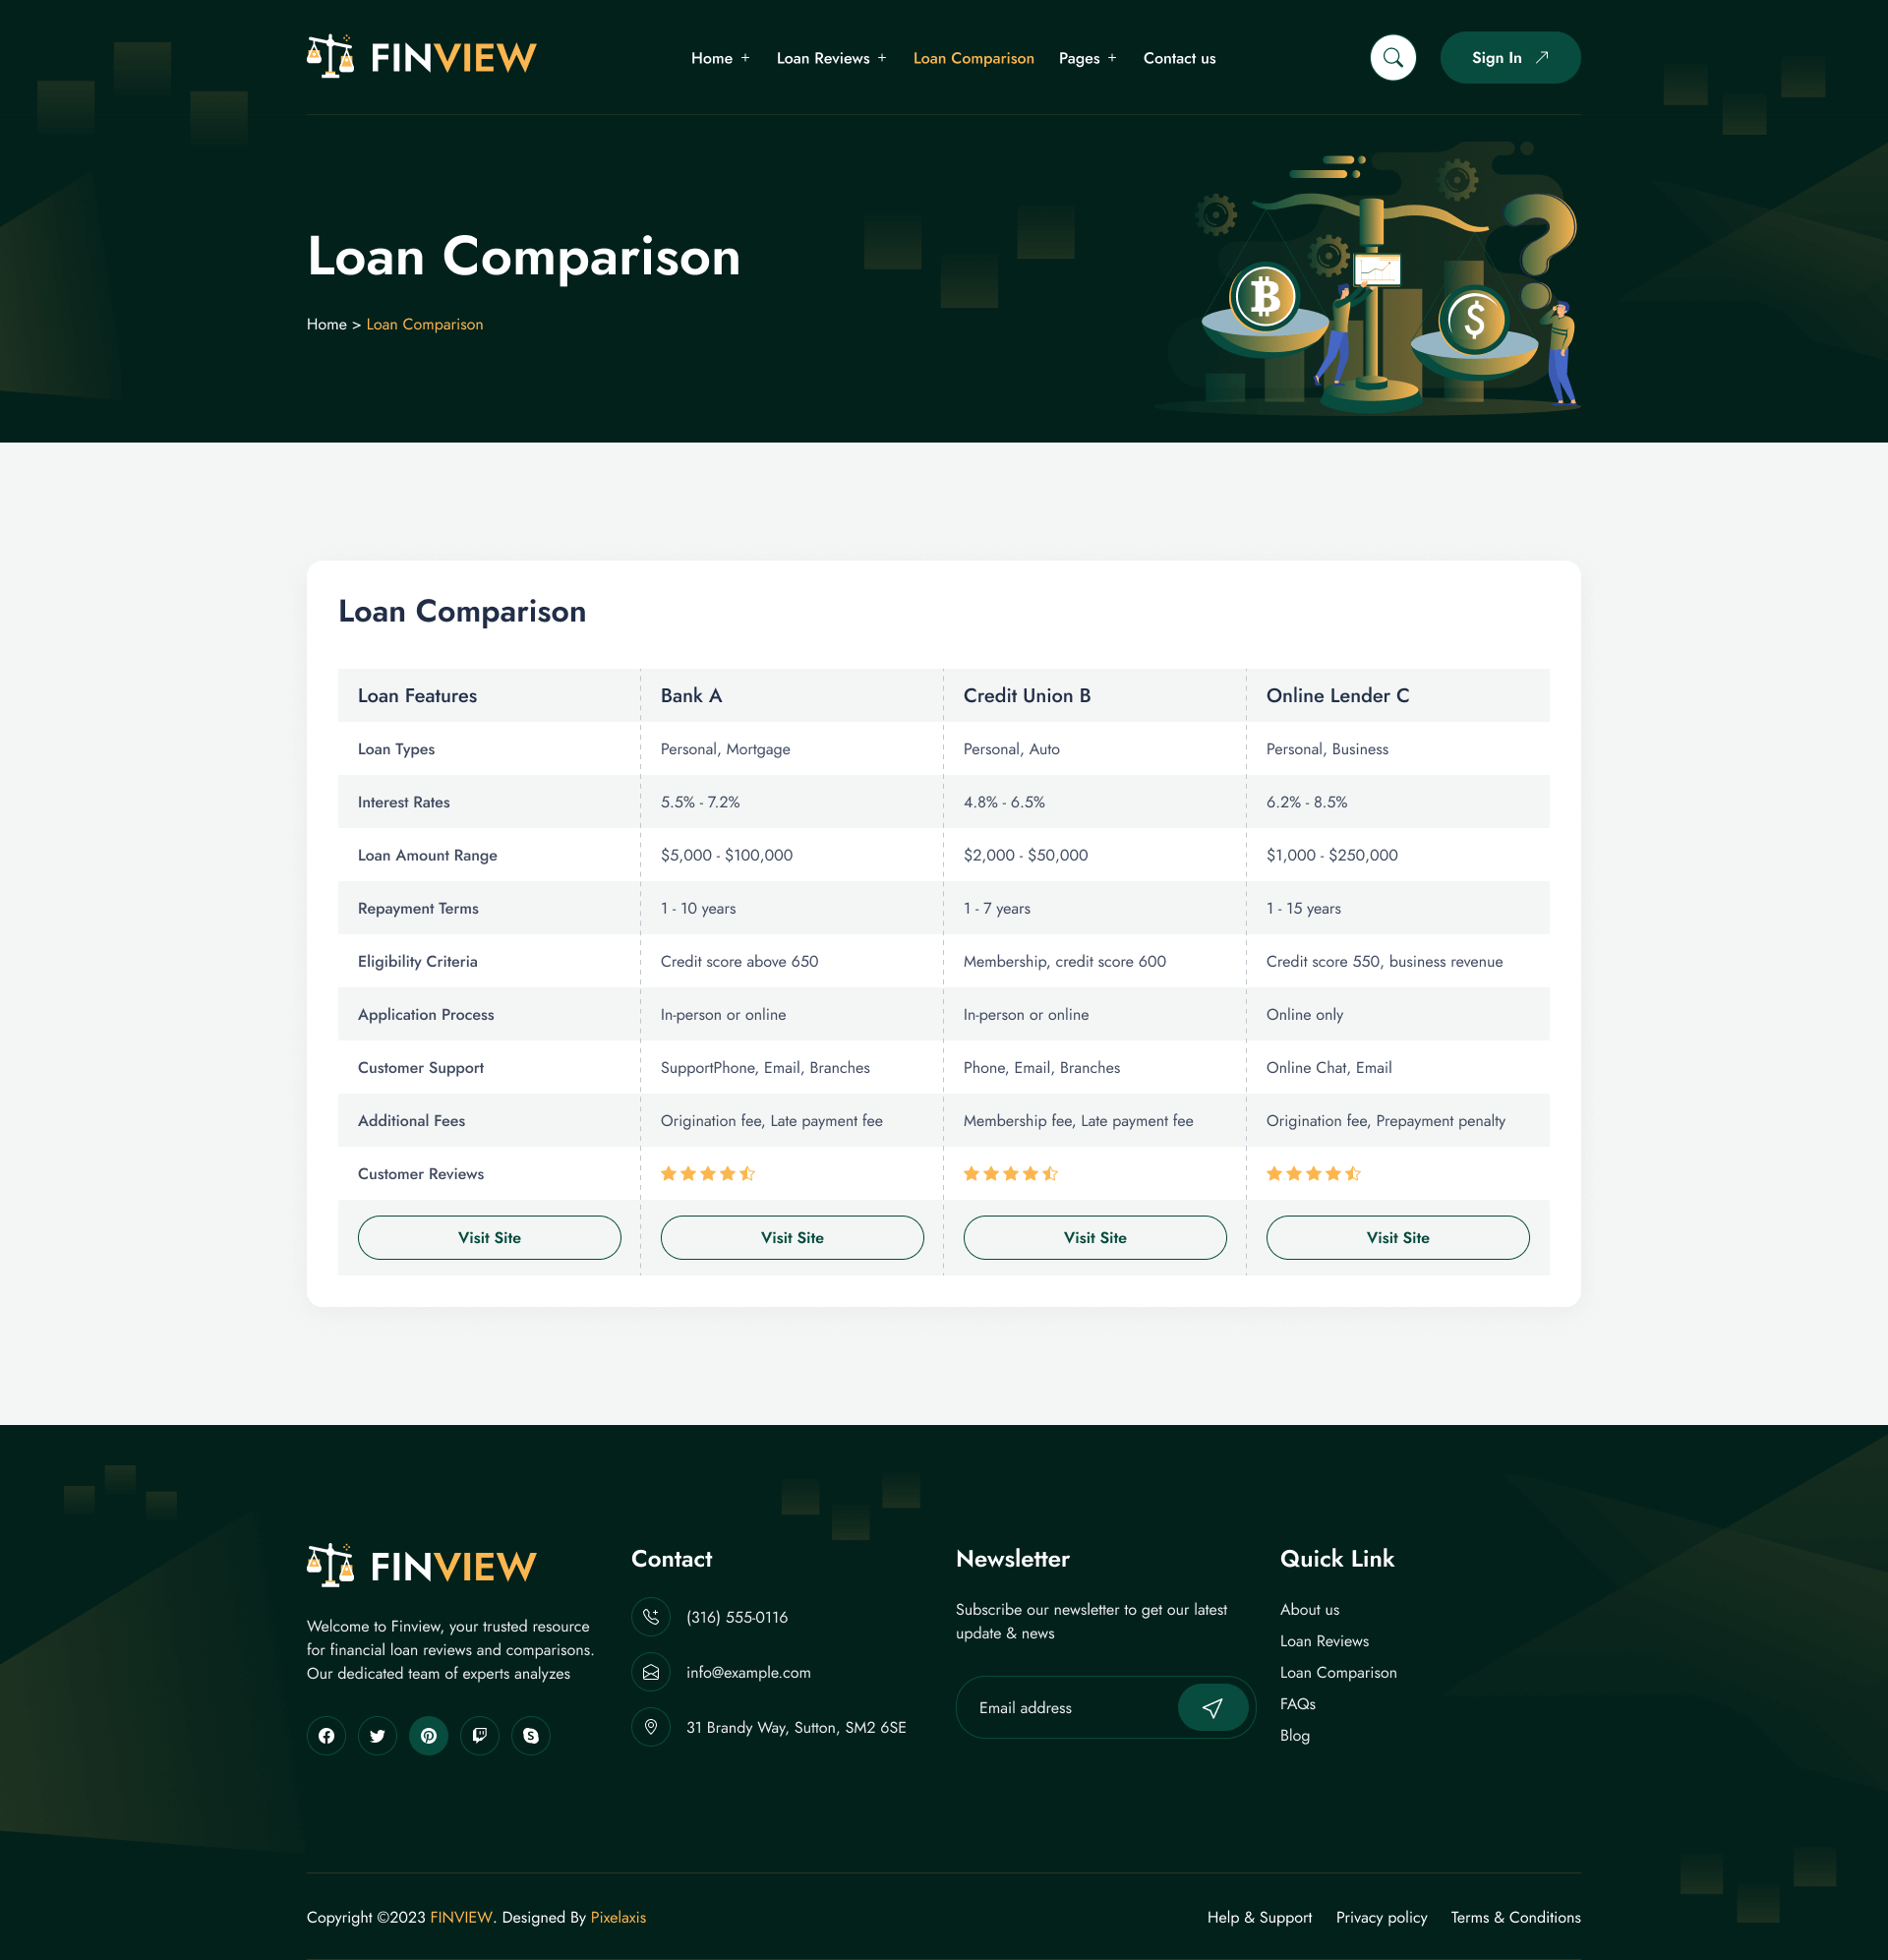 FINVIEW
Home + Loan Reviews + Loan Comparison Pages + Contact us
Sign In
Loan Comparison
Home > Loan Comparison
Loan Comparison
Loan Features Bank A Credit Union B Online Lender C
Loan Types Personal, Mortgage Personal, Auto Personal, Business
Interest Rates 5.5% - 7.2% 4.8% - 6.5% 6.2% - 8.5%
Loan Amount Range $5,000 - $100,000 $2,000 - $50,000 $1,000 - $250,000
Repayment Terms 1 - 10 years 1 - 7 years 1 - 15 years
Eligibility Criteria Credit score above 650 Membership, credit score 600 Credit score 550, business revenue
Application Process In-person or online In-person or online Online only
Customer Support SupportPhone, Email, Branches Phone, Email, Branches Online Chat, Email
Additional Fees Origination fee, Late payment fee Membership fee, Late payment fee Origination fee, Prepayment penalty
Customer Reviews
Visit Site Visit Site Visit Site Visit Site
FINVIEW
Welcome to Finview, your trusted resource
for financial loan reviews and comparisons.
Our dedicated team of experts analyzes
Contact
(316) 555-0116
info@example.com
31 Brandy Way, Sutton, SM2 6SE
Newsletter
Subscribe our newsletter to get our latest
update & news
Email address
Quick Link
About us
Loan Reviews
Loan Comparison
FAQs
Blog
Copyright ©2023 FINVIEW. Designed By Pixelaxis
Help & Support Privacy policy Terms & Conditions